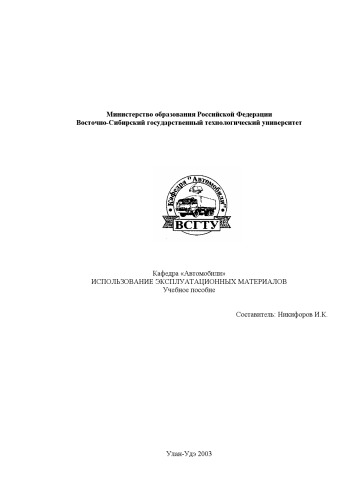 Министерство образования Российской Федерации
Восточно-Сибирский государственный технологический университет
Кафедра "Автомобили"
ВСГТУ
Кафедра «Автомобили»
ИСПОЛЬЗОВАНИЕ ЭКСПЛУАТАЦИОННЫХ МАТЕРИАЛОВ
Учебное пособие
Составитель: Никифоров И.К.
Улан-Удэ 2003